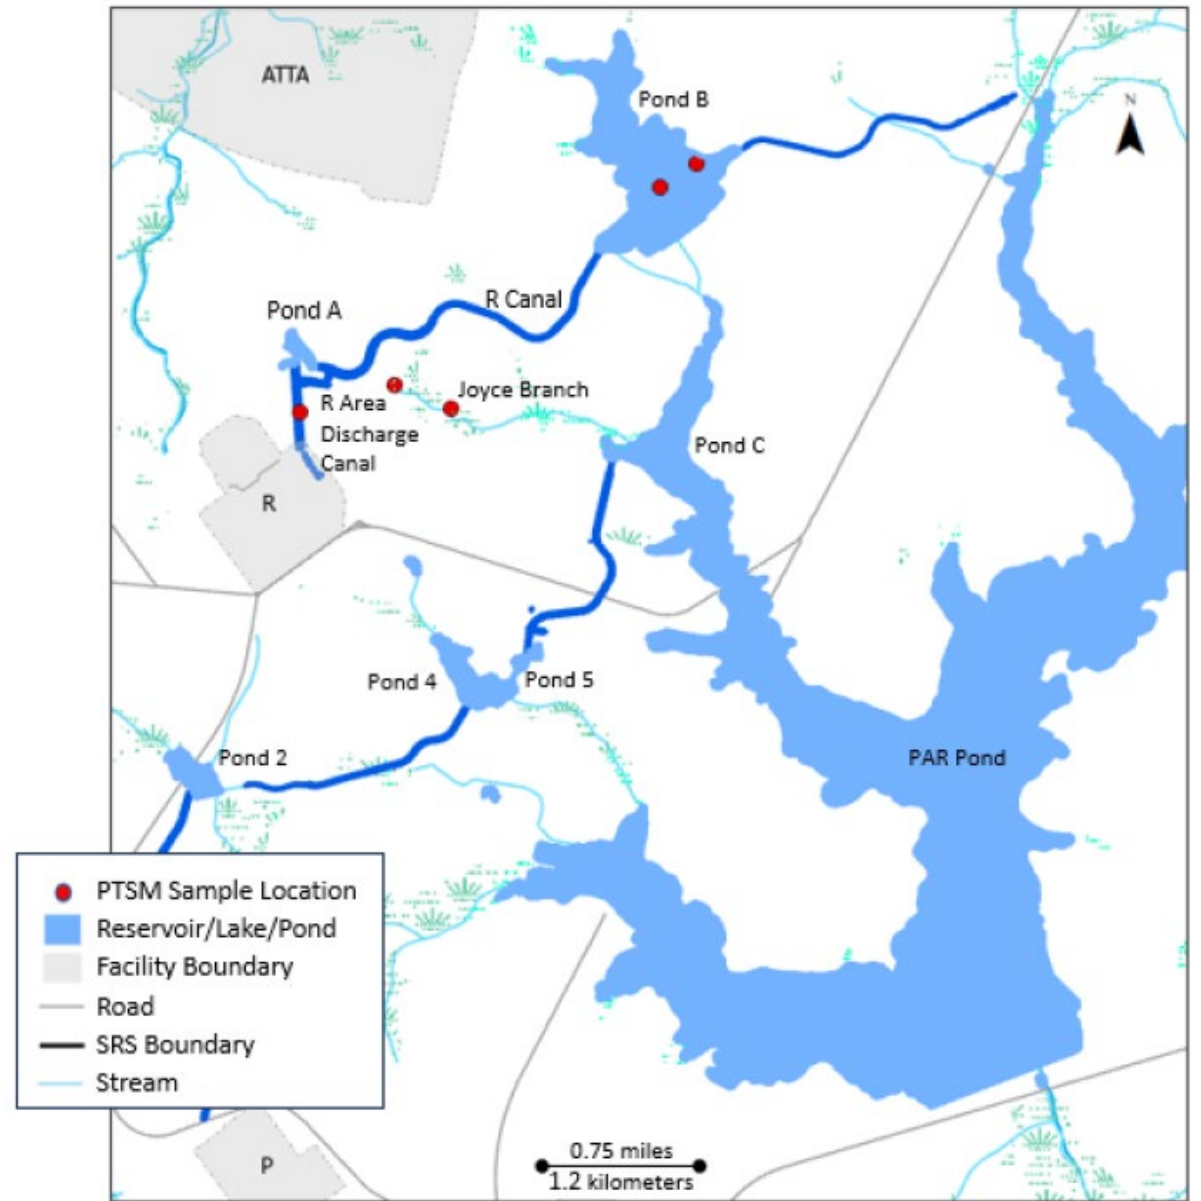 ATTA
Pond B
N
R Canal
Pond A
Joyce Branch
R Area
Discharge
Canal
Pond C
R
Pond 4
Pond 5
Pond 2
PAR Pond
PTSM Sample Location
Reservoir/Lake/Pond
Facility Boundary
Road
SRS Boundary
Stream
P
0.75 miles
1.2 kilometers